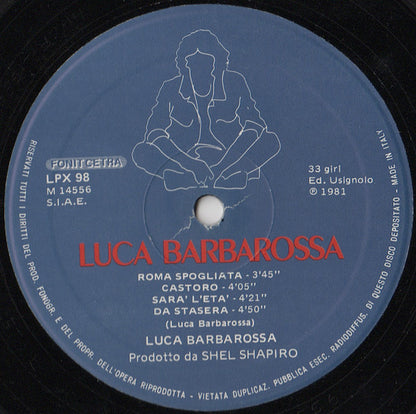 FONIT CETRA
LPX 98
M 14556
S.I.A.E.
33 giri
Ed. Usignolo
℗ 1981
LUCA BARBAROSSA
ROMA SPOGLIATA - 3'45"
CASTORO - 4'05"
SARA' L'ETA' - 4'21"
DA STASERA - 4'50"
(Luca Barbarossa)
LUCA BARBAROSSA
Prodotto da SHEL SHAPIRO
RISERVATI TUTTI I DIRITTI DEL PROD. FONOGR. E DEL PROPR. DELL'OPERA RIPRODOTTA - VIETATA DUPLICAZ. PUBBLICA ESEC. RADIODIFFUS. DI QUESTO DISCO DEPOSITATO - MADE IN ITALY